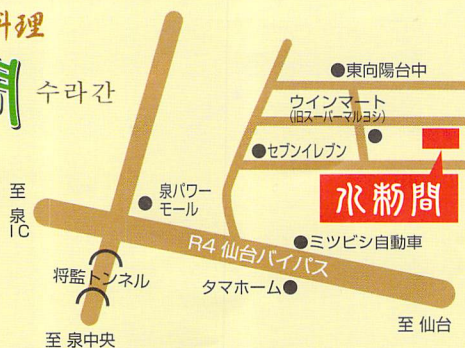 料理
수라간
東向陽台中
ウインマート
(旧スーパーマルヨシ)
セブンイレブン
水剌間
至
泉
IC
泉パワー
モール
R4 仙台バイパス
ミツビシ自動車
将監トンネル
タマホーム
至 仙台
至 泉中央